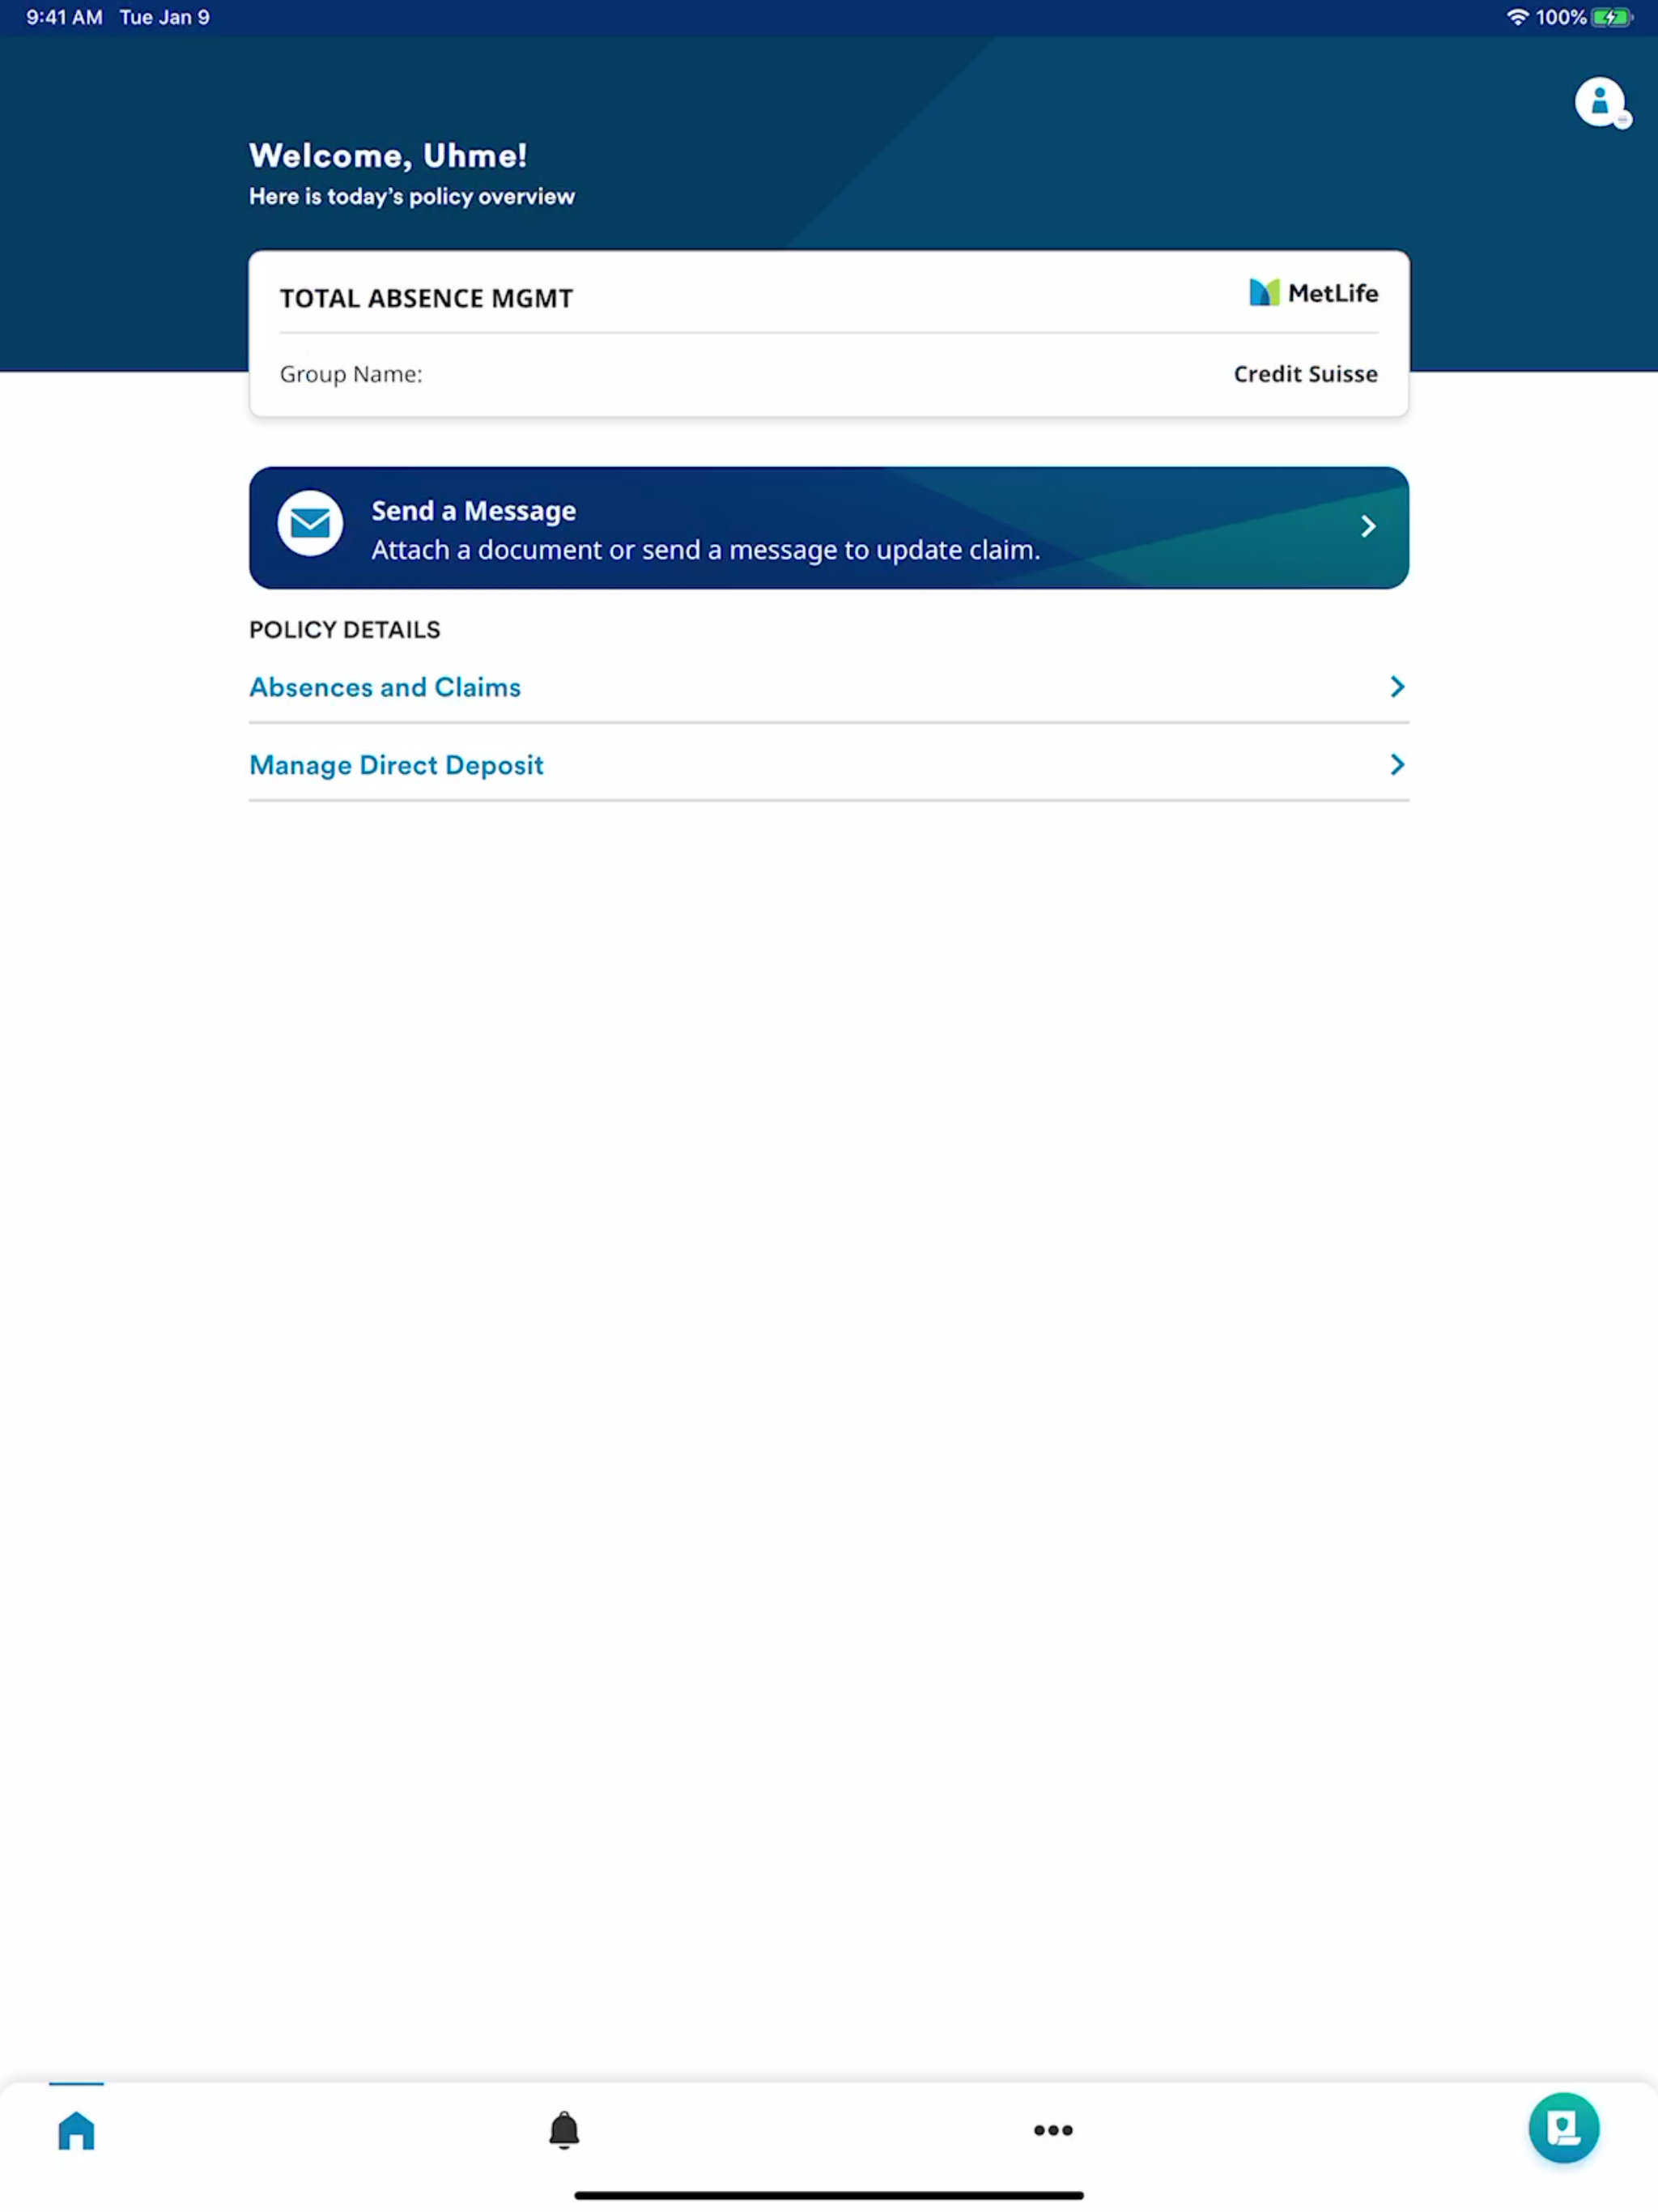 9:41 AM Tue Jan 9 100%
Welcome, Uhme!
Here is today's policy overview
TOTAL ABSENCE MGMT MetLife
Group Name: Credit Suisse
Send a Message
Attach a document or send a message to update claim.
POLICY DETAILS
Absences and Claims
Manage Direct Deposit